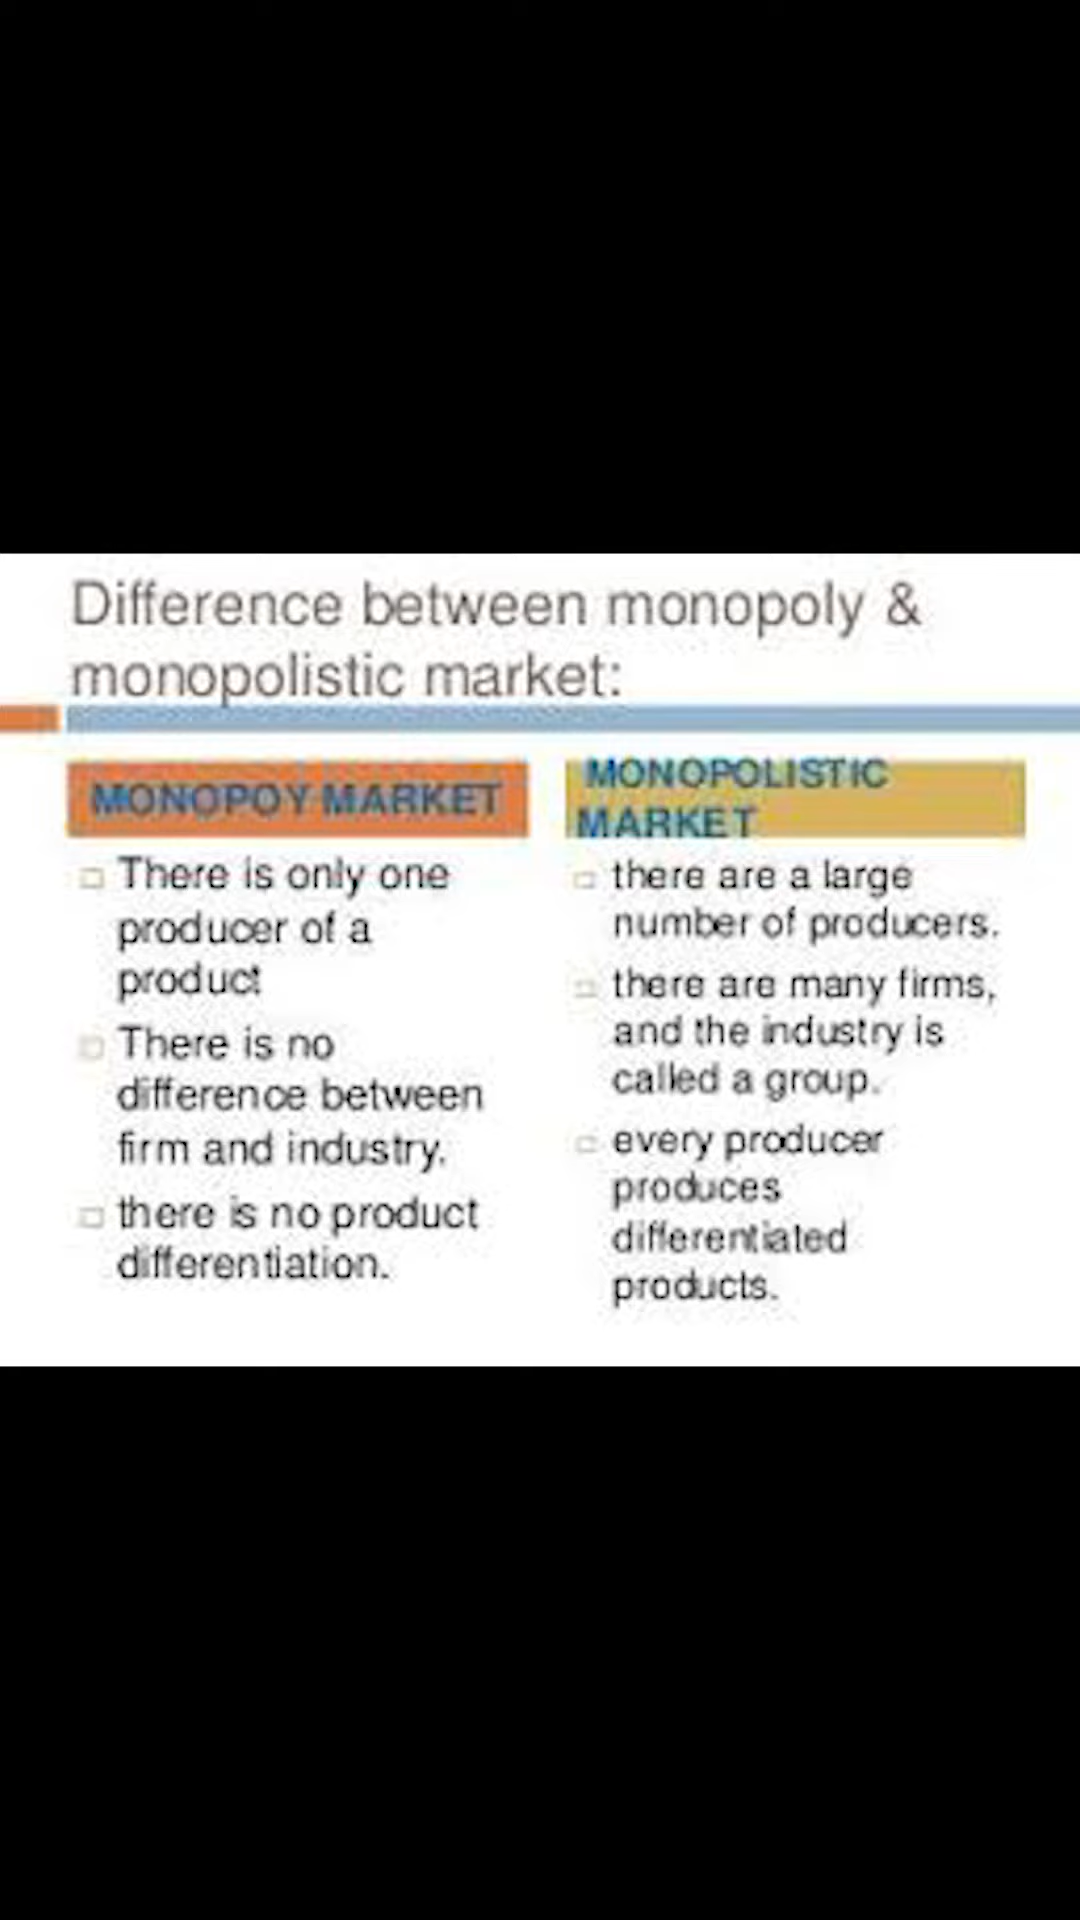 Difference between monopoly &
monopolistic market:
MONOPOY MARKET
There is only one
producer of a
product
There is no
difference between
firm and industry.
there is no product
differentiation.
MONOPOLISTIC
MARKET
there are a large
number of producers.
there are many firms,
and the industry is
called a group.
every producer
produces
differentiated
products.